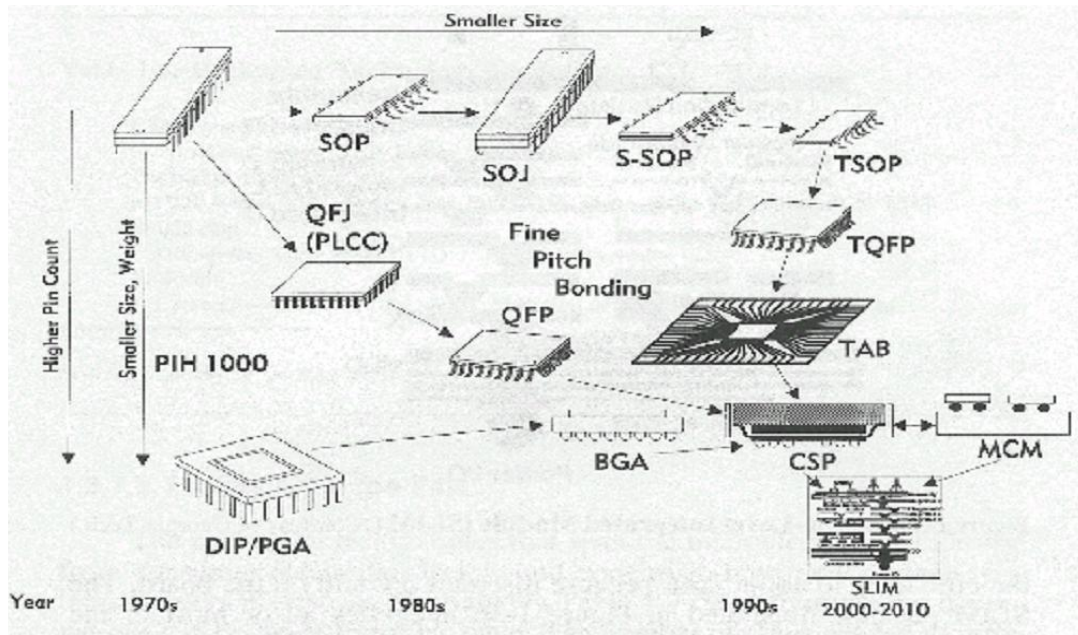 Smaller Size
SOP
SOJ
S-SOP
TSOP
QFJ
(PLCC)
Fine
Pitch
Bonding
TQFP
Higher Pin Count
Smaller Size, Weight
PIH 1000
QFP
TAB
BGA
CSP
MCM
DIP/PGA
SLIM
Year
1970s
1980s
1990s
2000-2010